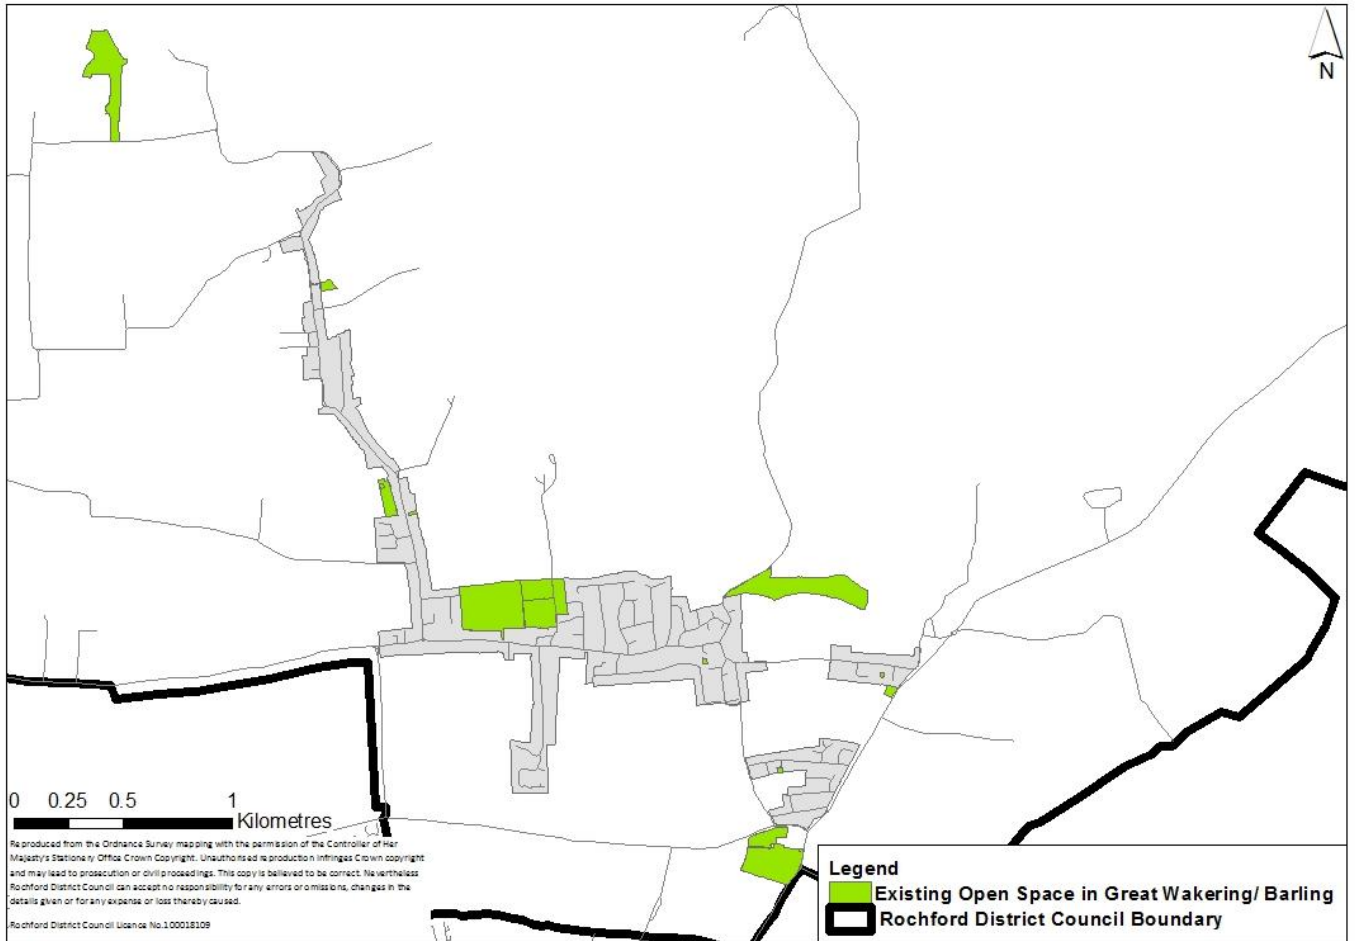 N
0 0.25 0.5 1
Kilometres
Reproduced from the Ordnance Survey mapping with the permission of the Controller of Her
Majesty's Stationery Office Crown Copyright. Unauthorised reproduction infringes Crown copyright
and may lead to prosecution or civil proceedings. This copy is believed to be correct. Nevertheless
Rochford District Council can accept no responsibility for any errors or omissions, changes in the
details given or for any expense or loss thereby caused.
Rochford District Council Licence No.100018109
Legend
Existing Open Space in Great Wakering/ Barling
Rochford District Council Boundary